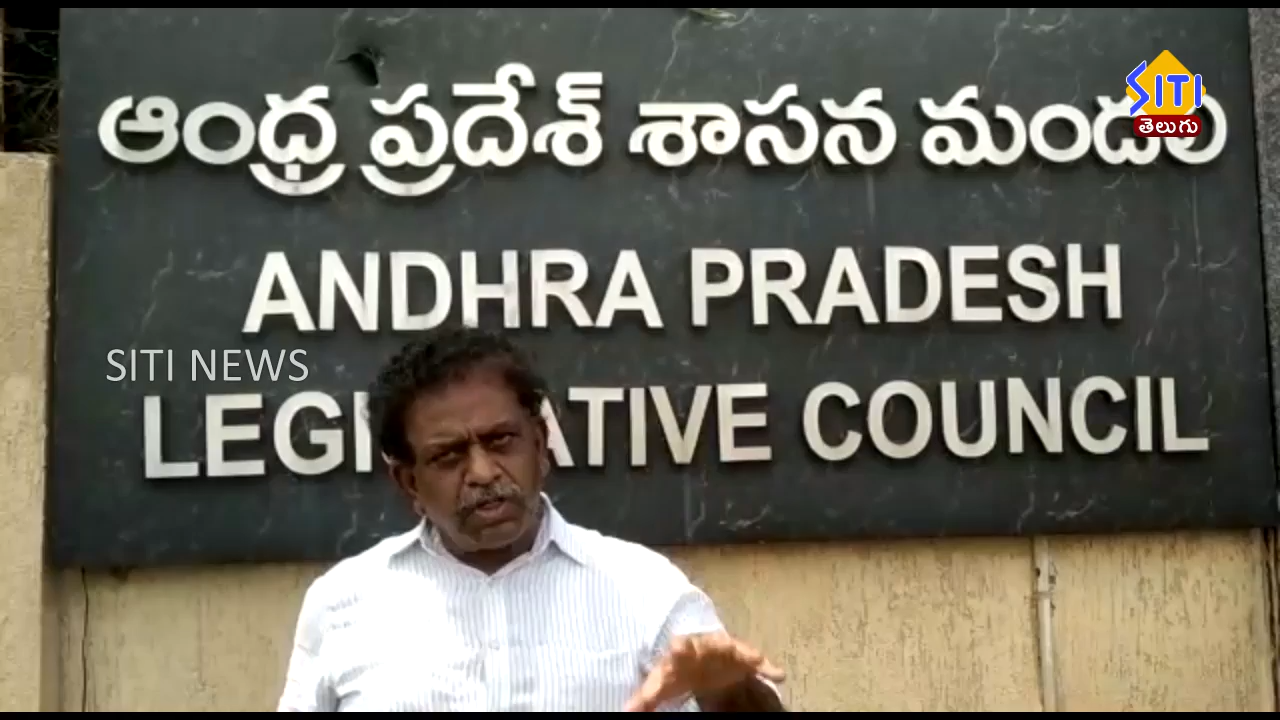 ఆంధ్ర ప్రదేశ్ శాసన
SITI
తెలుగు
ANDHRA PRADESH
SITI NEWS
COUNCIL